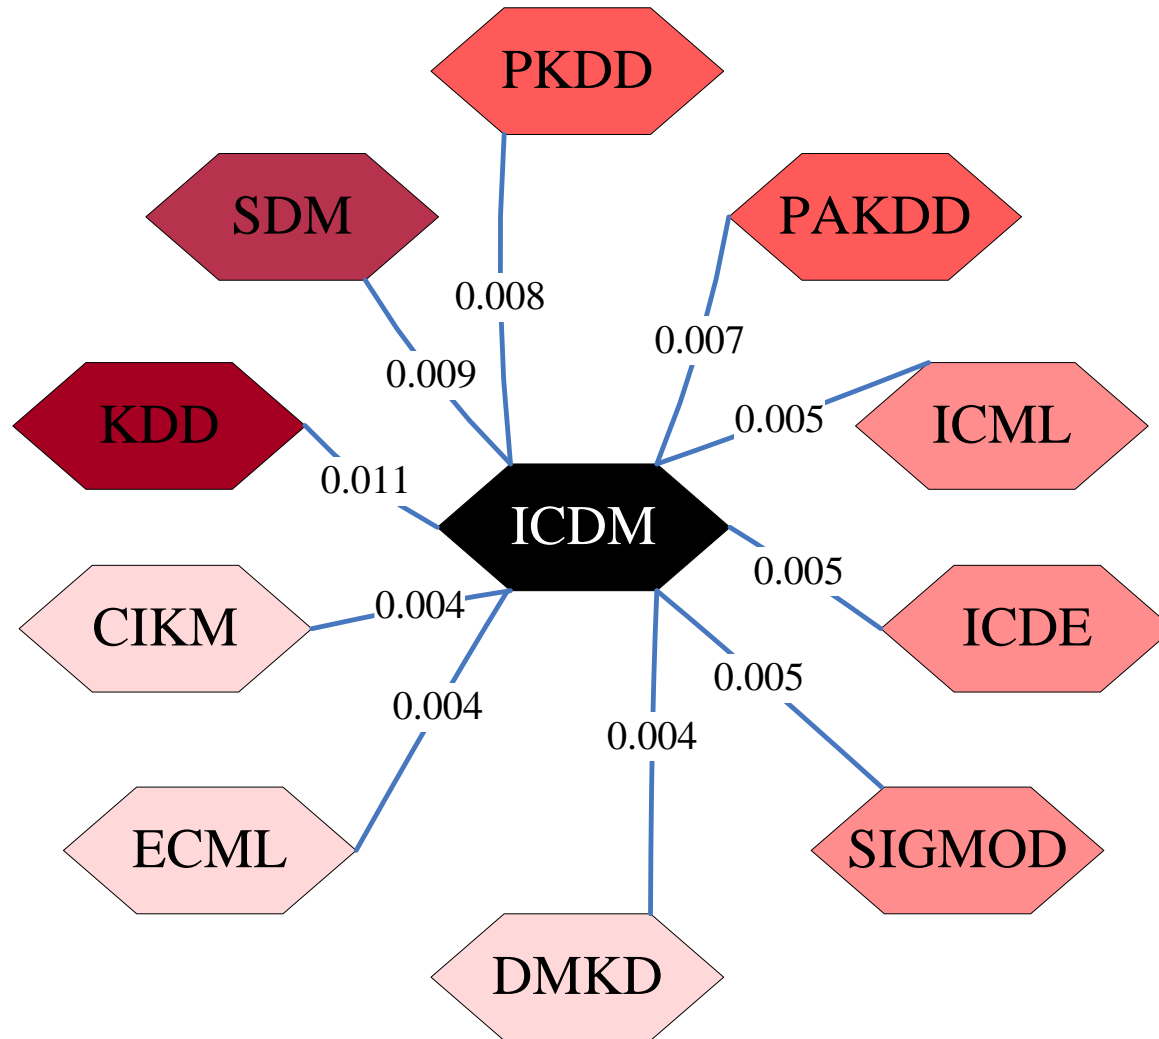 PKDD
SDM
PAKDD
0.008
0.007
0.009
0.005
KDD
ICML
0.011
ICDM
0.005
CIKM
0.004
ICDE
0.005
0.004
0.004
ECML
SIGMOD
DMKD